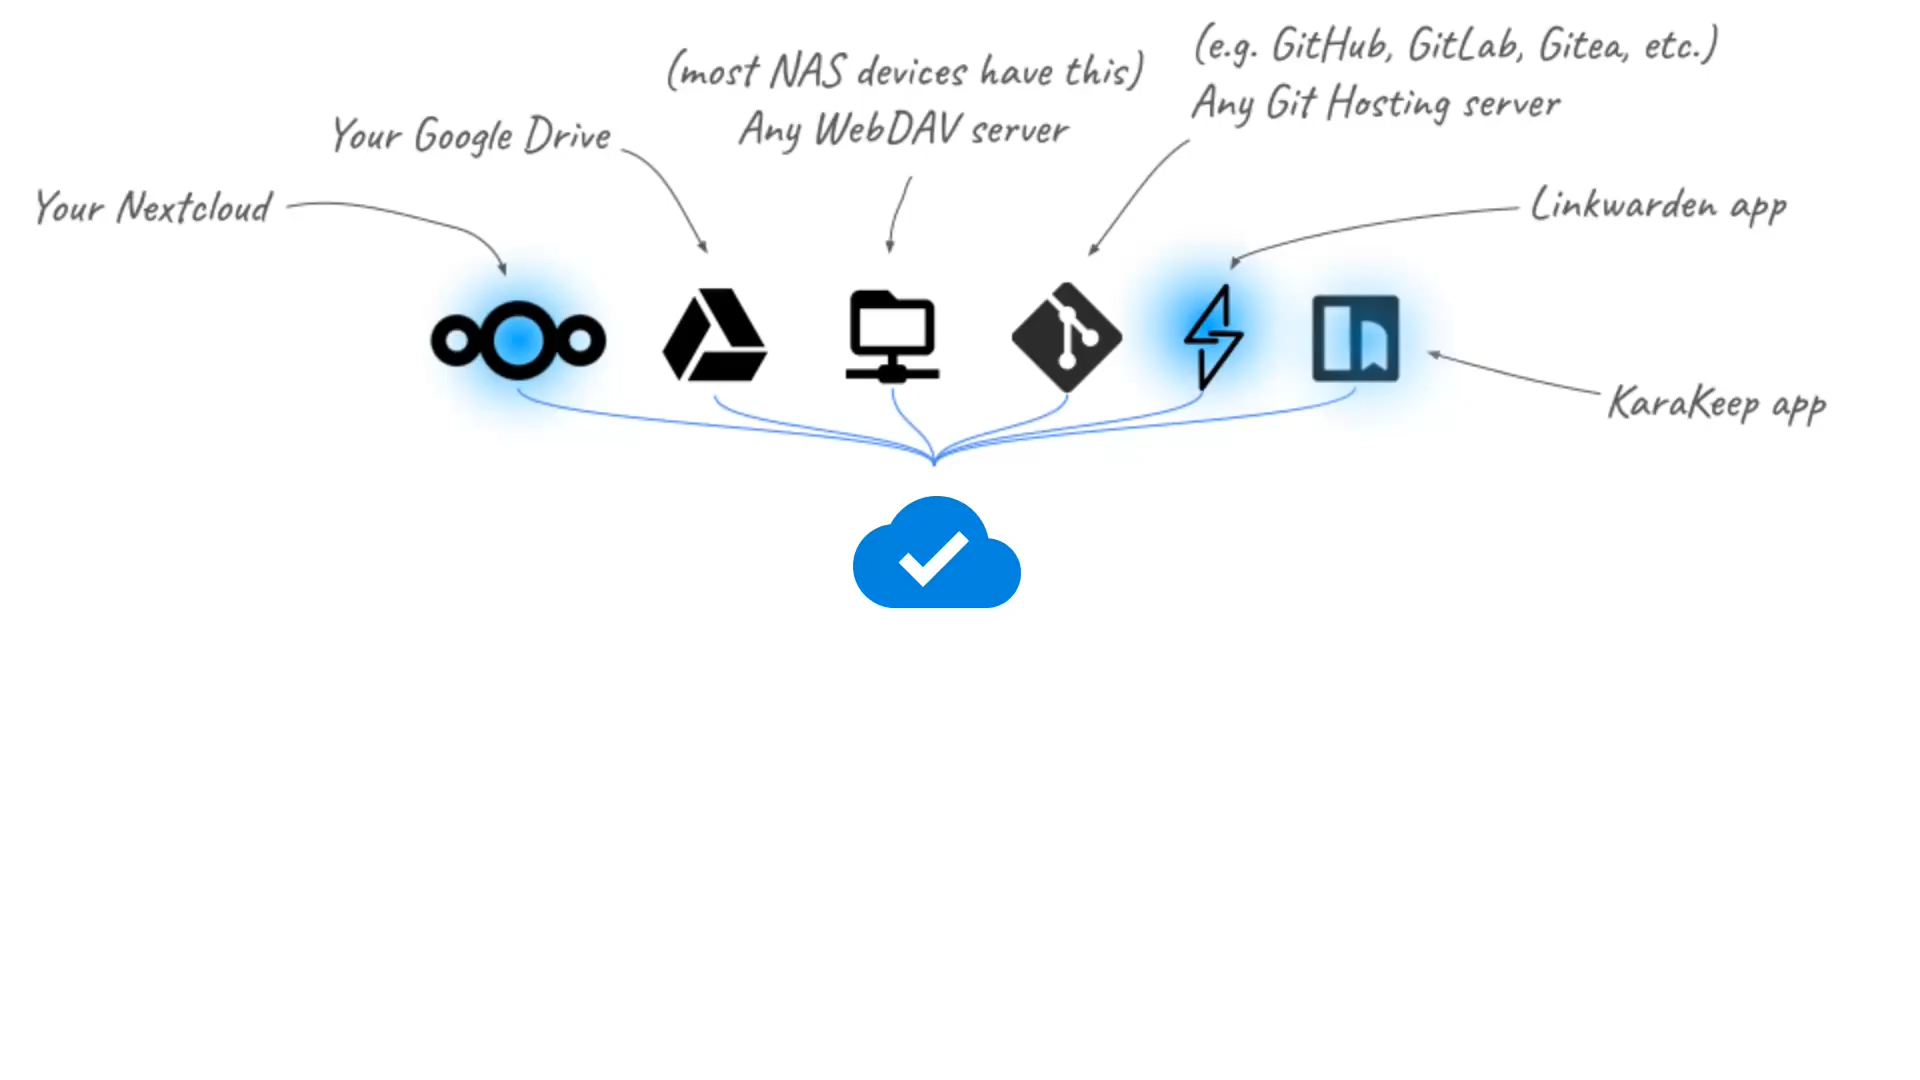 Your Nextcloud
Your Google Drive
(most NAS devices have this)
Any WebDAV server
(e.g. GitHub, GitLab, Gitea, etc.)
Any Git Hosting server
Linkwarden app
KaraKeep app